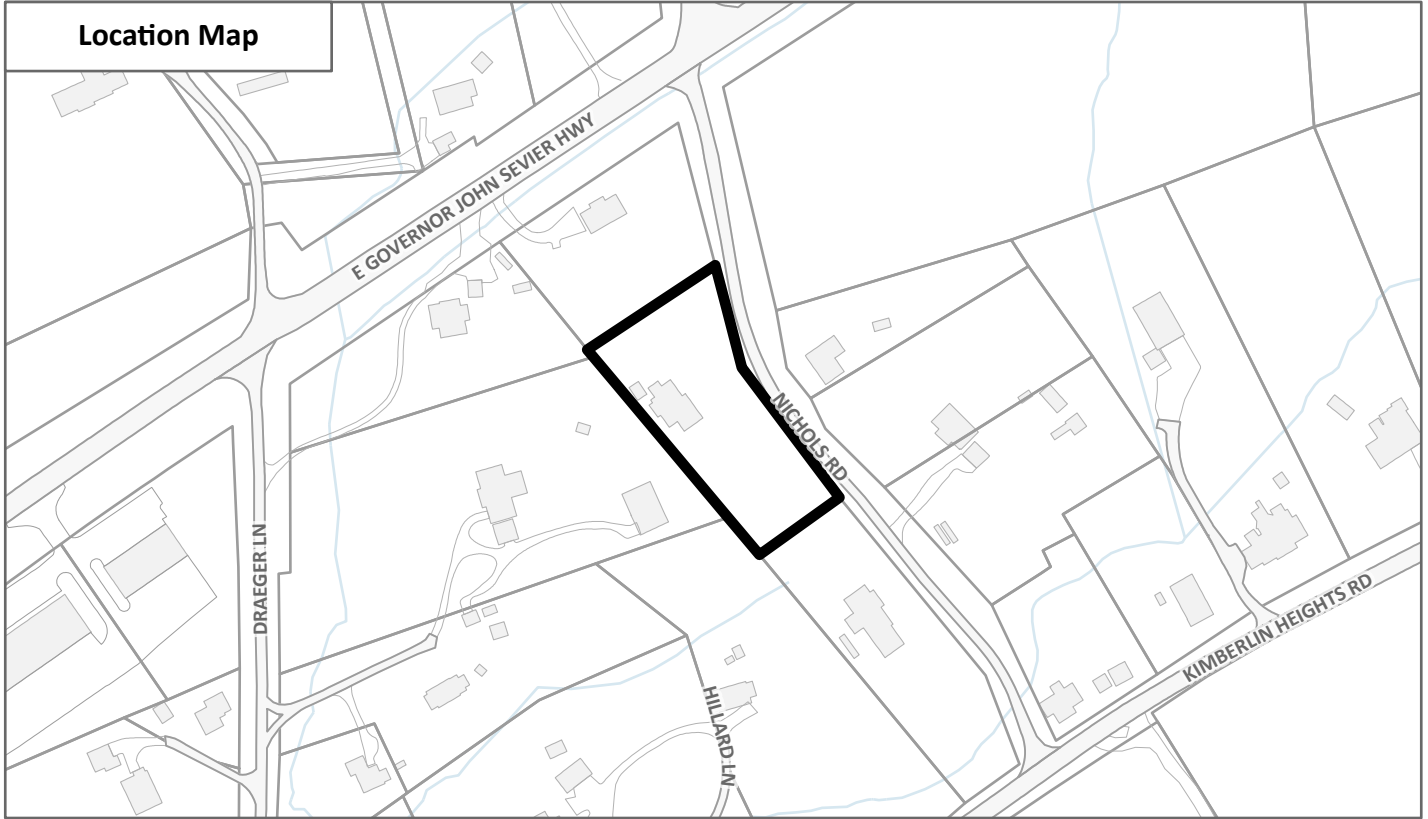 Location Map
E GOVERNOR JOHN SEVIER HWY
NICHOLS RD
DRAEGER LN
KIMBERLIN HEIGHTS RD
HILLARD LN